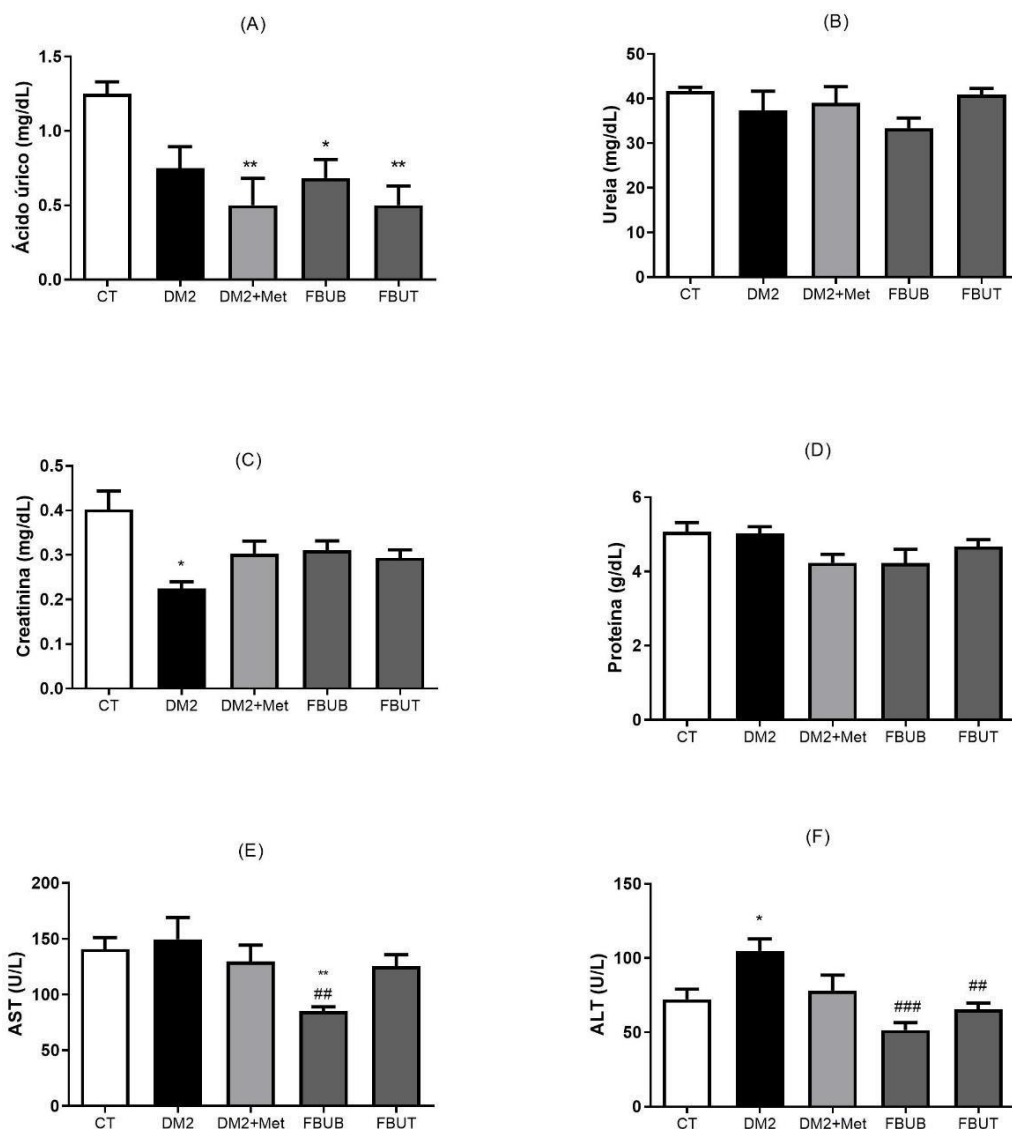 (A)
Ácido úrico (mg/dL)
1.5
1.0
0.5
0.0
**
*
**
CT DM2 DM2+Met FBUB FBUT
(B)
Ureia (mg/dL)
50
40
30
20
10
0
CT DM2 DM2+Met FBUB FBUT
(C)
Creatinina (mg/dL)
0.5
0.4
0.3
0.2
0.1
0.0
*
CT DM2 DM2+Met FBUB FBUT
(D)
Proteína (g/dL)
6
4
2
0
CT DM2 DM2+Met FBUB FBUT
(E)
AST (U/L)
200
150
100
50
0
**
##
CT DM2 DM2+Met FBUB FBUT
(F)
ALT (U/L)
150
100
50
0
*
###
##
CT DM2 DM2+Met FBUB FBUT